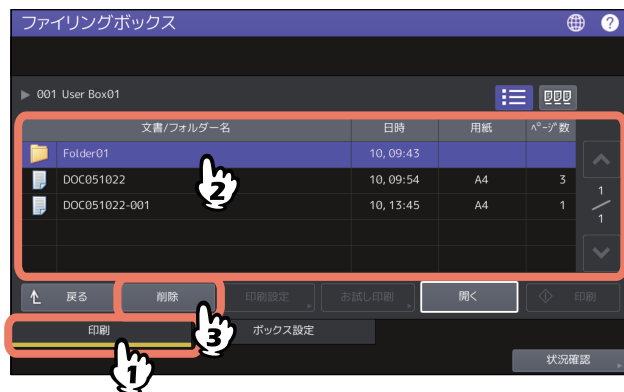 ファイリングボックス
?
001 User Box01
文書/フォルダー名 日時 用紙 ページ数
Folder01 10, 09:43
DOC051022 10, 09:54 A4 3
DOC051022-001 10, 13:45 A4 1
1
1
戻る 削除 印刷設定 お試し印刷 開く 印刷
印刷 ボックス設定
状況確認
2
3
1